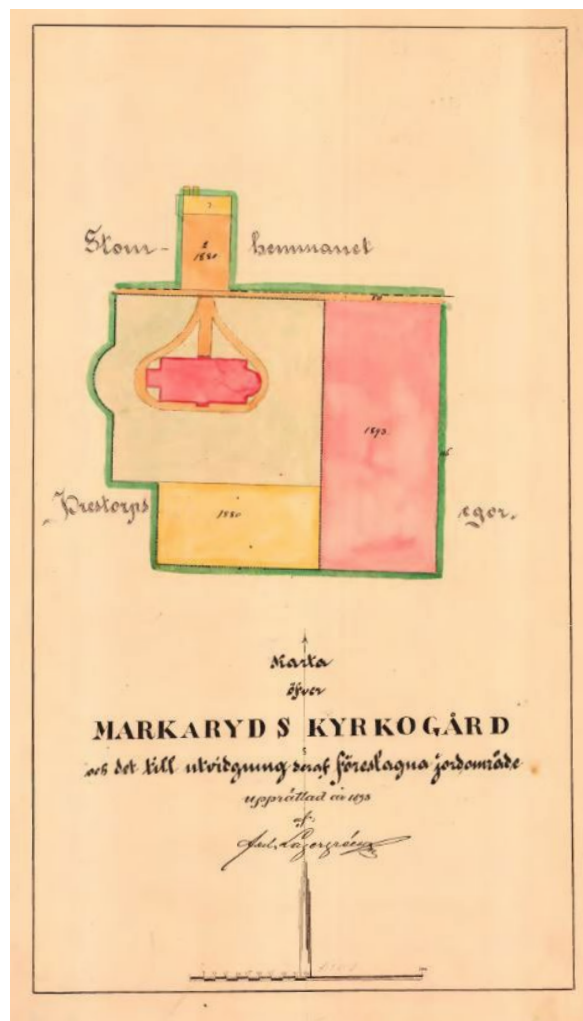 Stom- hemmanet
1880
1893
Prestorps egor.
1880
Karta
öfver
MARKARYDS KYRKOGÅRD
och det till utvidgning deraf föreslagna jordområde
upprättad år 1893
af